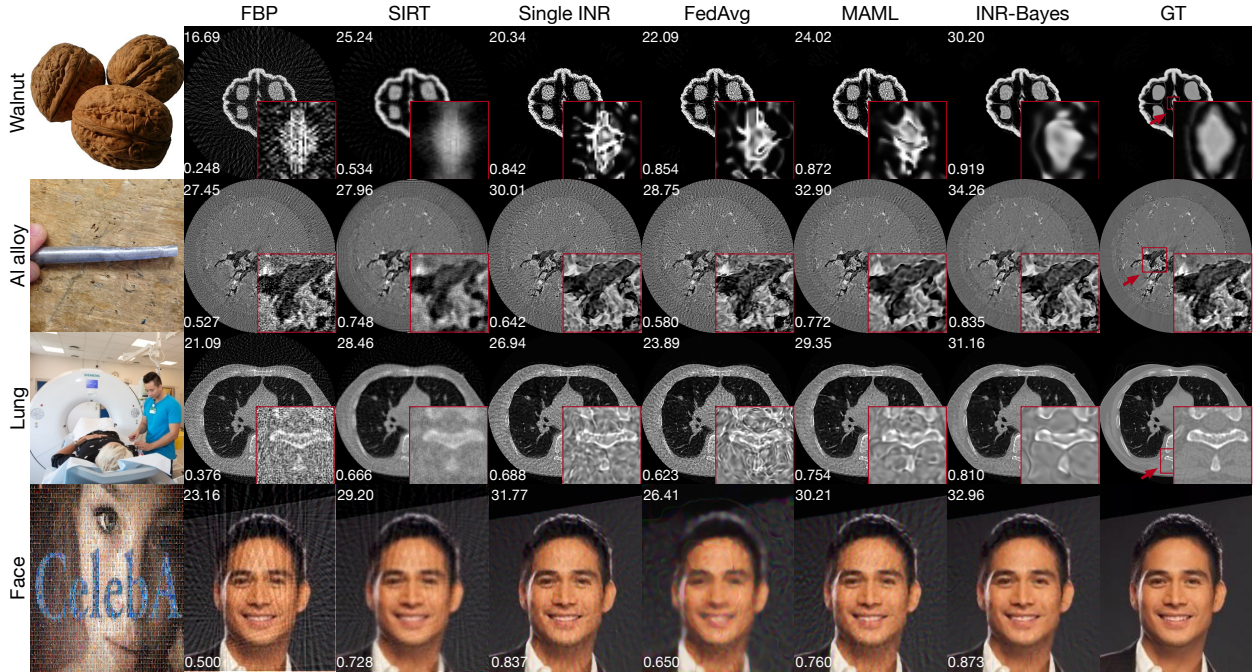 FBP SIRT Single INR FedAvg MAML INR-Bayes GT
Walnut
16.69 25.24 20.34 22.09 24.02 30.20
0.248 0.534 0.842 0.854 0.872 0.919
Al alloy
27.45 27.96 30.01 28.75 32.90 34.26
0.527 0.748 0.642 0.580 0.772 0.835
Lung
21.09 28.46 26.94 23.89 29.35 31.16
0.376 0.666 0.688 0.623 0.754 0.810
Face
CelebA
23.16 29.20 31.77 26.41 30.21 32.96
0.500 0.728 0.837 0.650 0.760 0.873